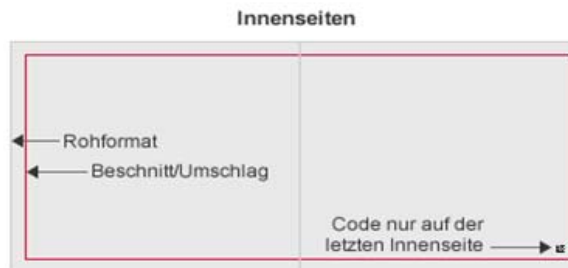 Innenseiten
Rohformat
Beschnitt/Umschlag
Code nur auf der
letzten Innenseite